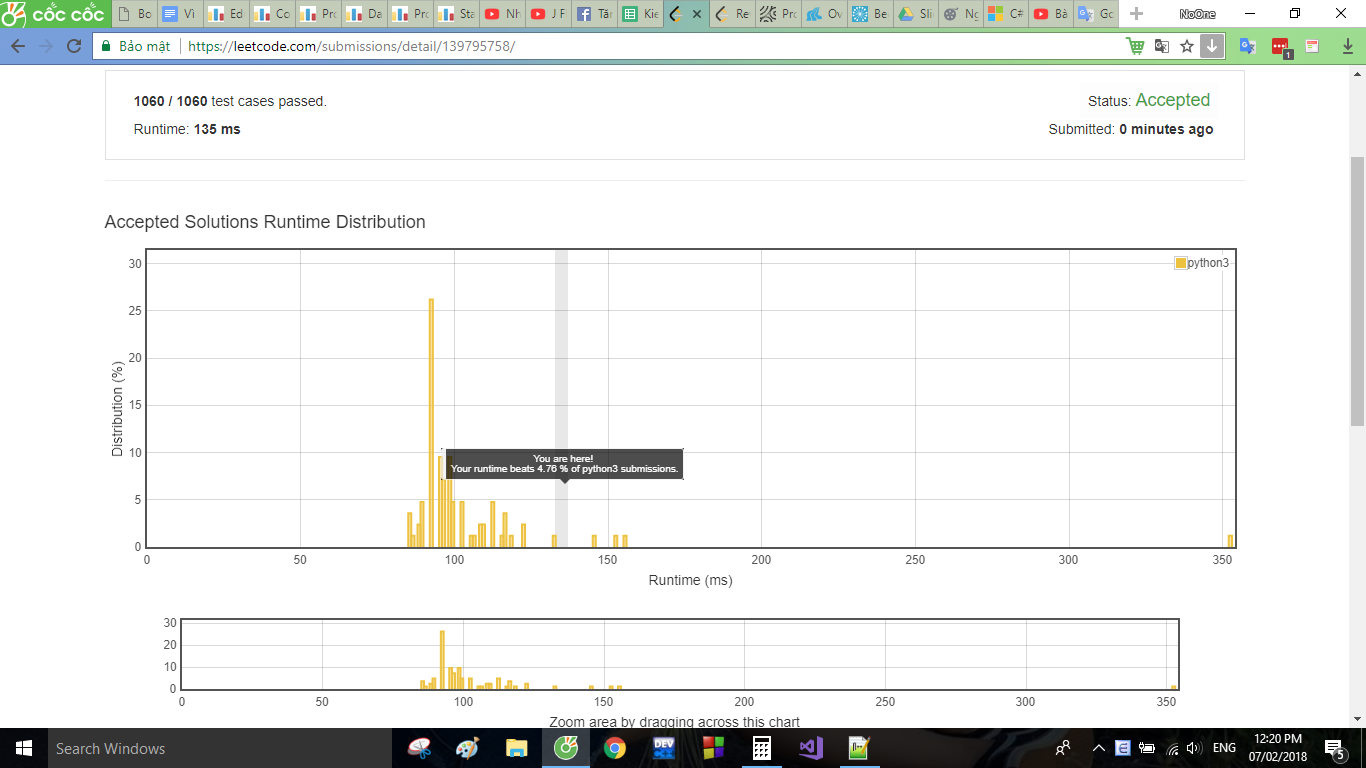 cốc cốc
Bo
Vi
Ed
Co
Pro
Da
Pro
Sta
Nh
J F
Tăn
Kie
Re
Pro
Ov
Be
Sli
Ng
C#
Bà
Gc
NoOne
Bảo mật
https://leetcode.com/submissions/detail/139795758/
1
1060 / 1060 test cases passed.
Status: Accepted
Runtime: 135 ms
Submitted: 0 minutes ago
Accepted Solutions Runtime Distribution
30
25
20
15
10
5
0
Distribution (%)
python3
You are here!
Your runtime beats 4.76 % of python3 submissions.
0
50
100
150
200
250
300
350
Runtime (ms)
30
20
10
0
0
50
100
150
200
250
300
350
Zoom area by dragging across this chart
Search Windows
DEV
ENG
12:20 PM
07/02/2018
5